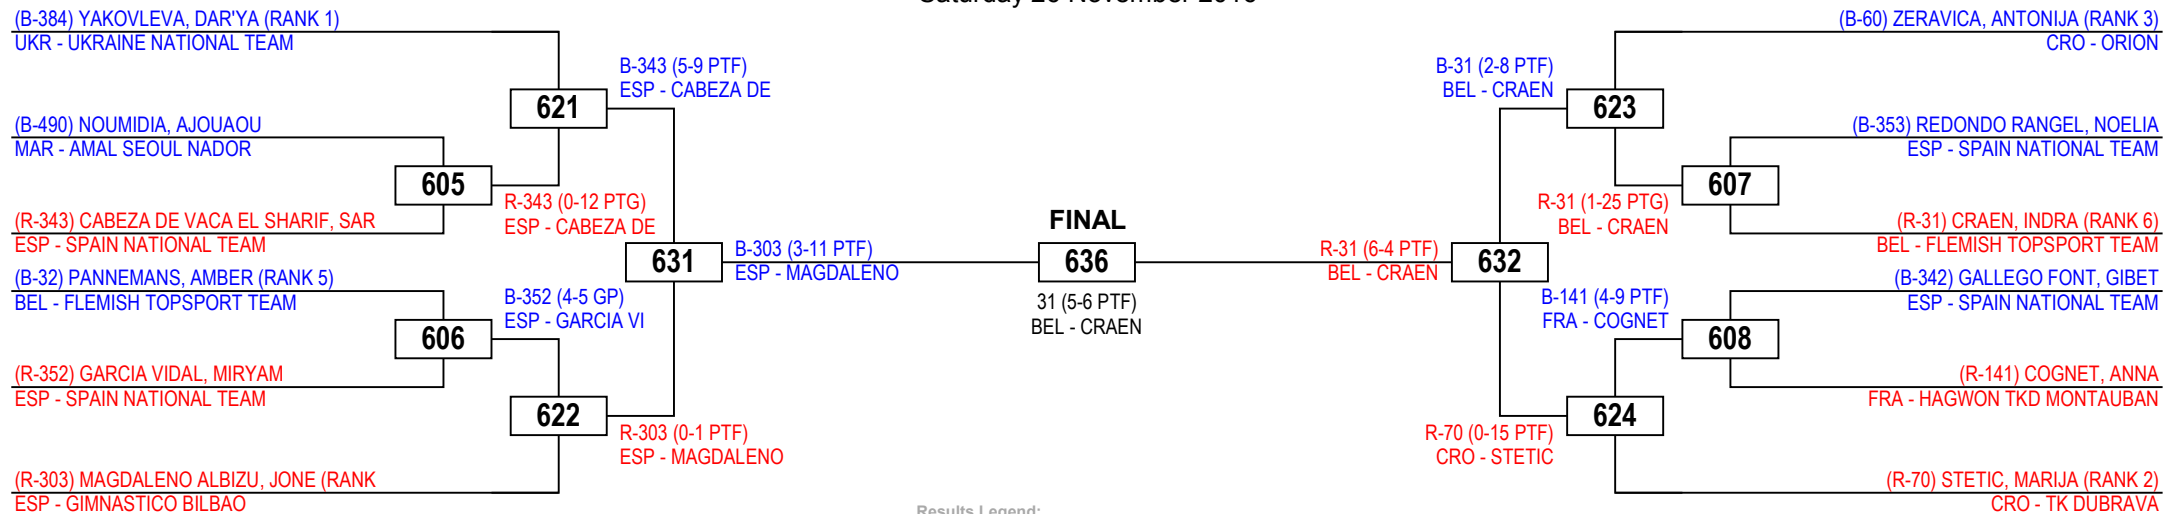 (B-384) YAKOVLEVA, DAR'YA (RANK 1)
UKR - UKRAINE NATIONAL TEAM
B-343 (5-9 PTF)
ESP - CABEZA DE
621
(B-490) NOUMIDIA, AJOUAOU
MAR - AMAL SEOUL NADOR
605
R-343 (0-12 PTG)
ESP - CABEZA DE
(R-343) CABEZA DE VACA EL SHARIF, SAR
ESP - SPAIN NATIONAL TEAM
631
B-303 (3-11 PTF)
ESP - MAGDALENO
(B-32) PANNEMANS, AMBER (RANK 5)
BEL - FLEMISH TOPSPORT TEAM
B-352 (4-5 GP)
ESP - GARCIA VI
606
(R-352) GARCIA VIDAL, MIRYAM
ESP - SPAIN NATIONAL TEAM
622
R-303 (0-1 PTF)
ESP - MAGDALENO
(R-303) MAGDALENO ALBIZU, JONE (RANK
ESP - GIMNASTICO BILBAO
FINAL
636
31 (5-6 PTF)
BEL - CRAEN
Results Legend:
(B-60) ZERAVICA, ANTONIJA (RANK 3)
CRO - ORION
B-31 (2-8 PTF)
BEL - CRAEN
623
(B-353) REDONDO RANGEL, NOELIA
ESP - SPAIN NATIONAL TEAM
607
R-31 (1-25 PTG)
BEL - CRAEN
(R-31) CRAEN, INDRA (RANK 6)
BEL - FLEMISH TOPSPORT TEAM
R-31 (6-4 PTF)
BEL - CRAEN
632
(B-342) GALLEGO FONT, GIBET
ESP - SPAIN NATIONAL TEAM
B-141 (4-9 PTF)
FRA - COGNET
608
(R-141) COGNET, ANNA
FRA - HAGWON TKD MONTAUBAN
624
R-70 (0-15 PTF)
CRO - STETIC
(R-70) STETIC, MARIJA (RANK 2)
CRO - TK DUBRAVA